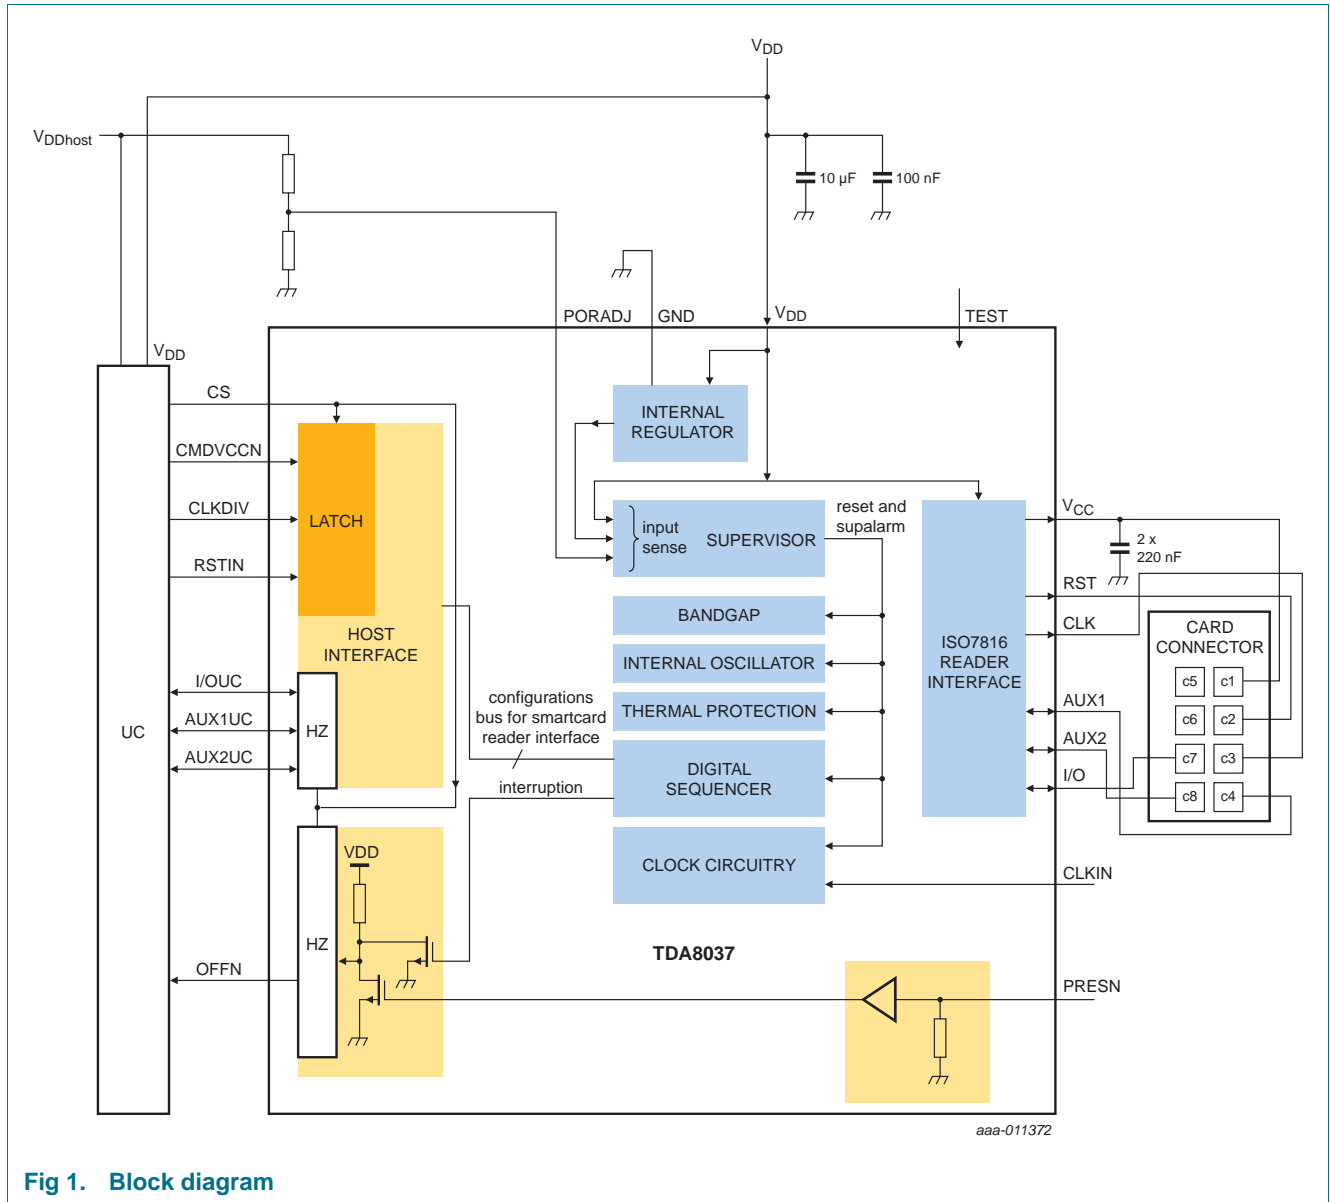 VDD
VDDhost
10 µF
100 nF
PORADJ
GND
VDD
TEST
VDD
CS
CMDVCCN
CLKDIV
RSTIN
LATCH
HOST
INTERFACE
I/OUC
AUX1UC
AUX2UC
HZ
UC
INTERNAL
REGULATOR
input
sense
SUPERVISOR
reset and
supalarm
BANDGAP
INTERNAL OSCILLATOR
THERMAL PROTECTION
configurations
bus for smartcard
reader interface
DIGITAL
SEQUENCER
interruption
CLOCK CIRCUITRY
ISO7816
READER
INTERFACE
VCC
2 x
220 nF
RST
CLK
AUX1
AUX2
I/O
CARD
CONNECTOR
c5
c1
c6
c2
c7
c3
c8
c4
CLKIN
VDD
HZ
OFFN
TDA8037
PRESN
aaa-011372
Fig 1. Block diagram